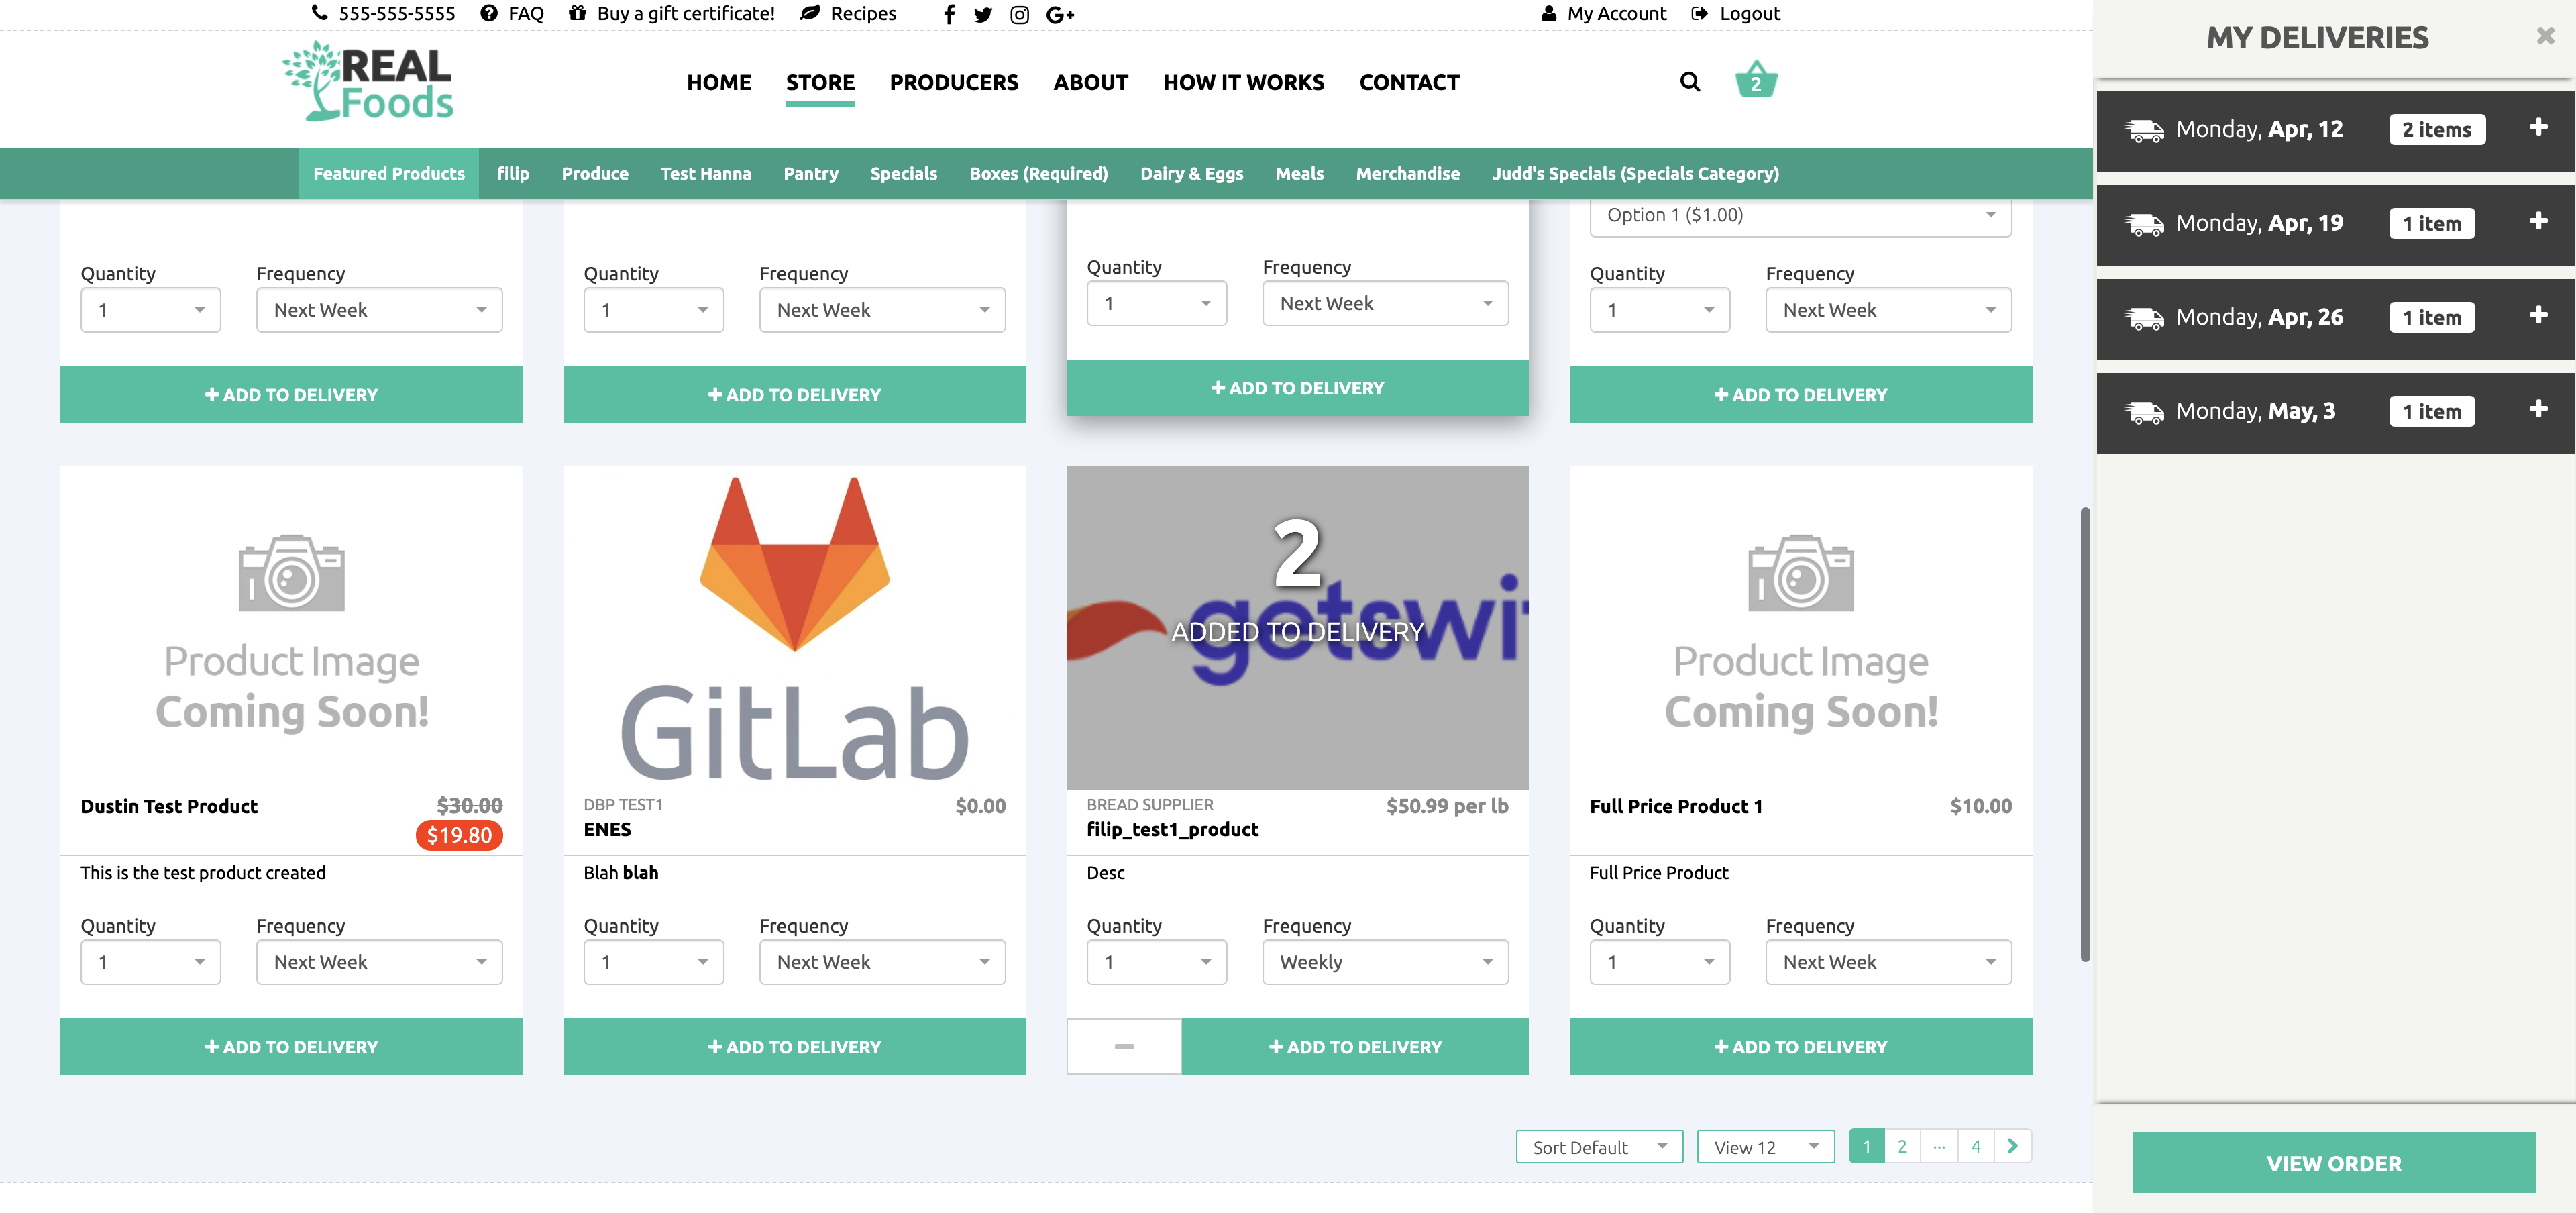 555-555-5555 FAQ Buy a gift certificate! Recipes My Account Logout
REAL
Foods
HOME STORE PRODUCERS ABOUT HOW IT WORKS CONTACT 2
Featured Products filip Produce Test Hanna Pantry Specials Boxes (Required) Dairy & Eggs Meals Merchandise Judd's Specials (Specials Category)
Option 1 ($1.00)
Quantity Frequency
1 Next Week
+ ADD TO DELIVERY
Quantity Frequency
1 Next Week
+ ADD TO DELIVERY
Quantity Frequency
1 Next Week
+ ADD TO DELIVERY
Quantity Frequency
1 Next Week
+ ADD TO DELIVERY
Product Image
Coming Soon!
Dustin Test Product $30.00
$19.80
This is the test product created
Quantity Frequency
1 Next Week
+ ADD TO DELIVERY
GitLab
DBP TEST1 $0.00
ENES
Blah blah
Quantity Frequency
1 Next Week
+ ADD TO DELIVERY
2
getswi
ADDED TO DELIVERY
BREAD SUPPLIER $50.99 per lb
filip_test1_product
Desc
Quantity Frequency
1 Weekly
+ ADD TO DELIVERY
Product Image
Coming Soon!
Full Price Product 1 $10.00
Full Price Product
Quantity Frequency
1 Next Week
+ ADD TO DELIVERY
Sort Default View 12 1 2 ... 4
MY DELIVERIES
Monday, Apr, 12 2 items
Monday, Apr, 19 1 item
Monday, Apr, 26 1 item
Monday, May, 3 1 item
VIEW ORDER